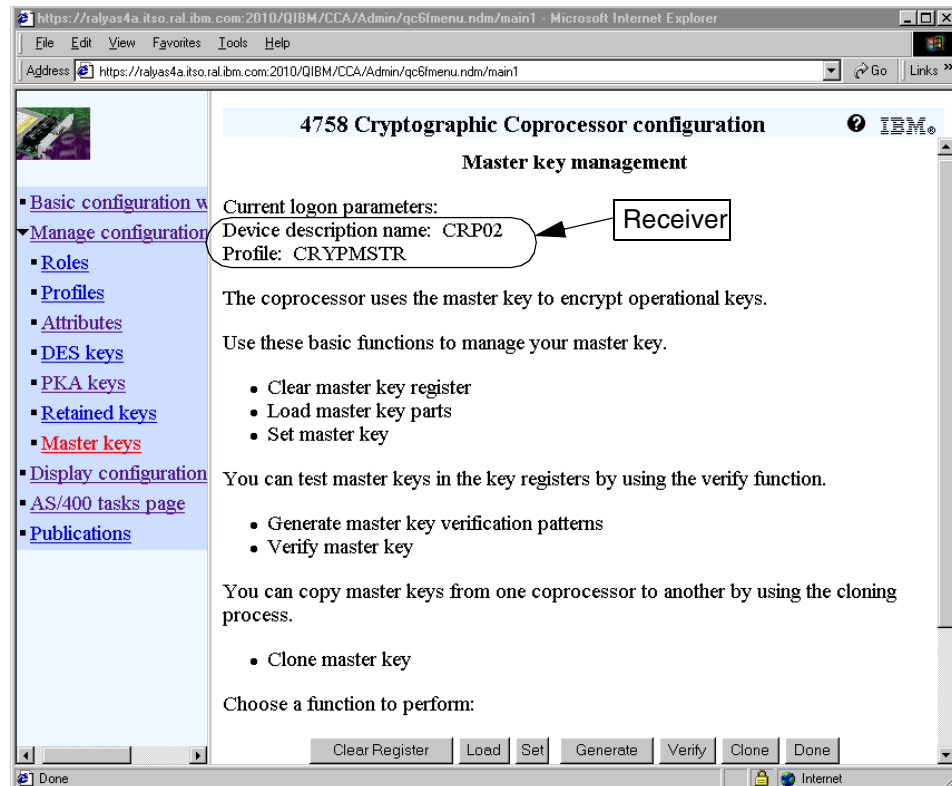 https://ralyas4a.itso.ral.ibm.com:2010/QIBM/CCA/Admin/qc6fmenu.ndm/main1 - Microsoft Internet Explorer
File Edit View Favorites Tools Help
Address https://ralyas4a.itso.ral.ibm.com:2010/QIBM/CCA/Admin/qc6fmenu.ndm/main1 Go Links »
4758 Cryptographic Coprocessor configuration ? IBM®
Master key management
Basic configuration w
Manage configuration
Roles
Profiles
Attributes
DES keys
PKA keys
Retained keys
Master keys
Display configuration
AS/400 tasks page
Publications
Current logon parameters:
Device description name: CRP02
Profile: CRYPMSTR
Receiver
The coprocessor uses the master key to encrypt operational keys.
Use these basic functions to manage your master key.
• Clear master key register
• Load master key parts
• Set master key
You can test master keys in the key registers by using the verify function.
• Generate master key verification patterns
• Verify master key
You can copy master keys from one coprocessor to another by using the cloning
process.
• Clone master key
Choose a function to perform:
Clear Register Load Set Generate Verify Clone Done
Done Internet